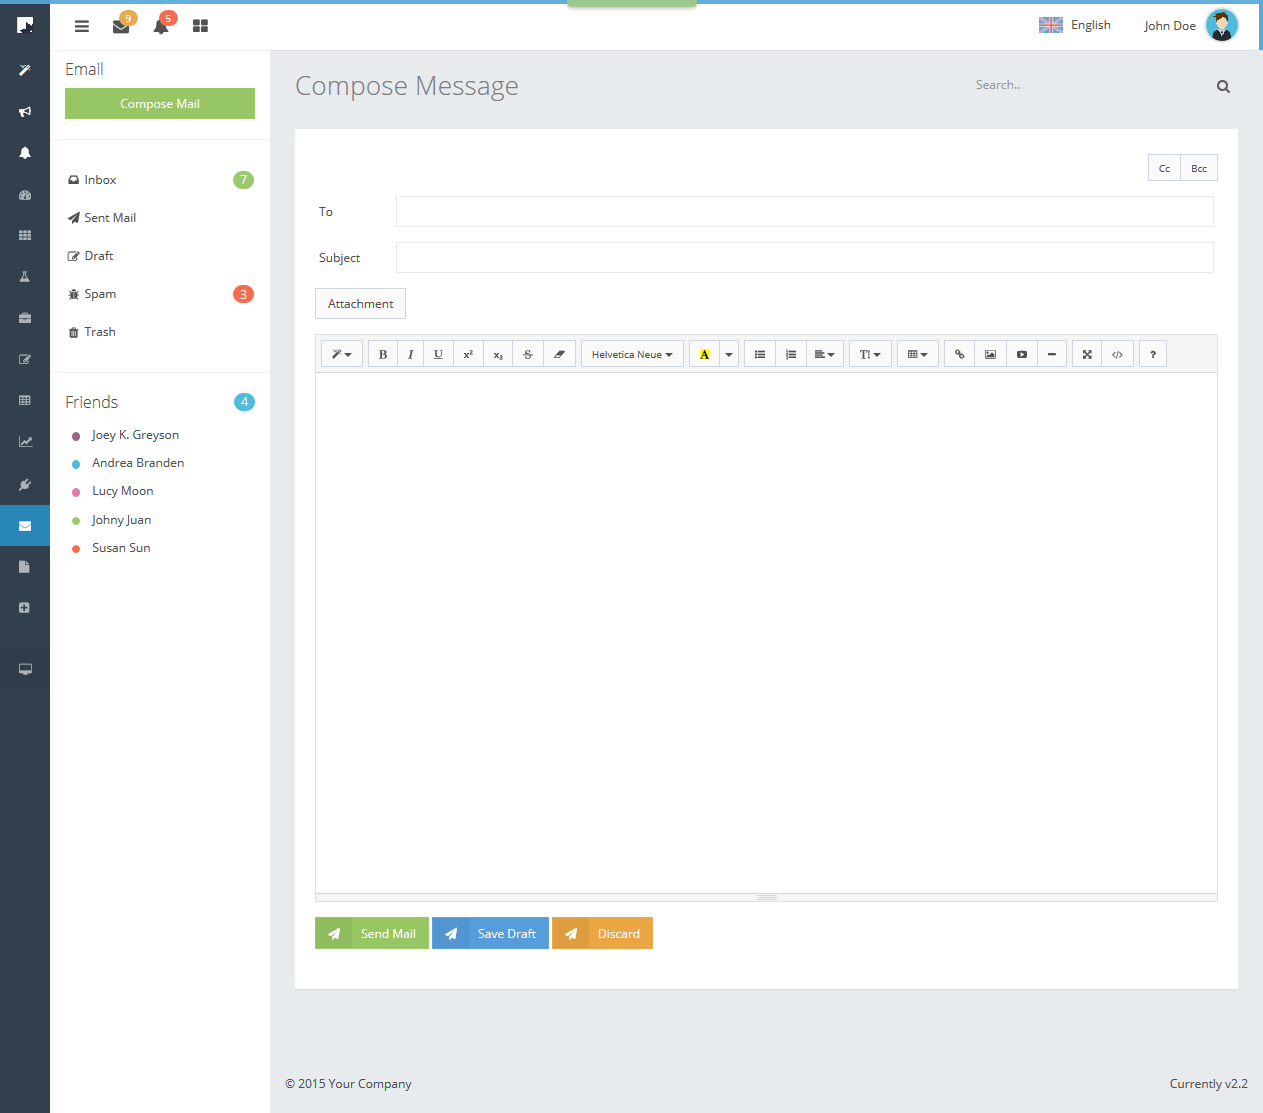 9
5
English
John Doe
Email
Compose Mail
Inbox 7
Sent Mail
Draft
Spam 3
Trash
Friends 4
Joey K. Greyson
Andrea Branden
Lucy Moon
Johny Juan
Susan Sun
Compose Message
Search..
Cc Bcc
To
Subject
Attachment
B I U x² x₂ S Helvetica Neue A T! </> ?
Send Mail Save Draft Discard
© 2015 Your Company
Currently v2.2